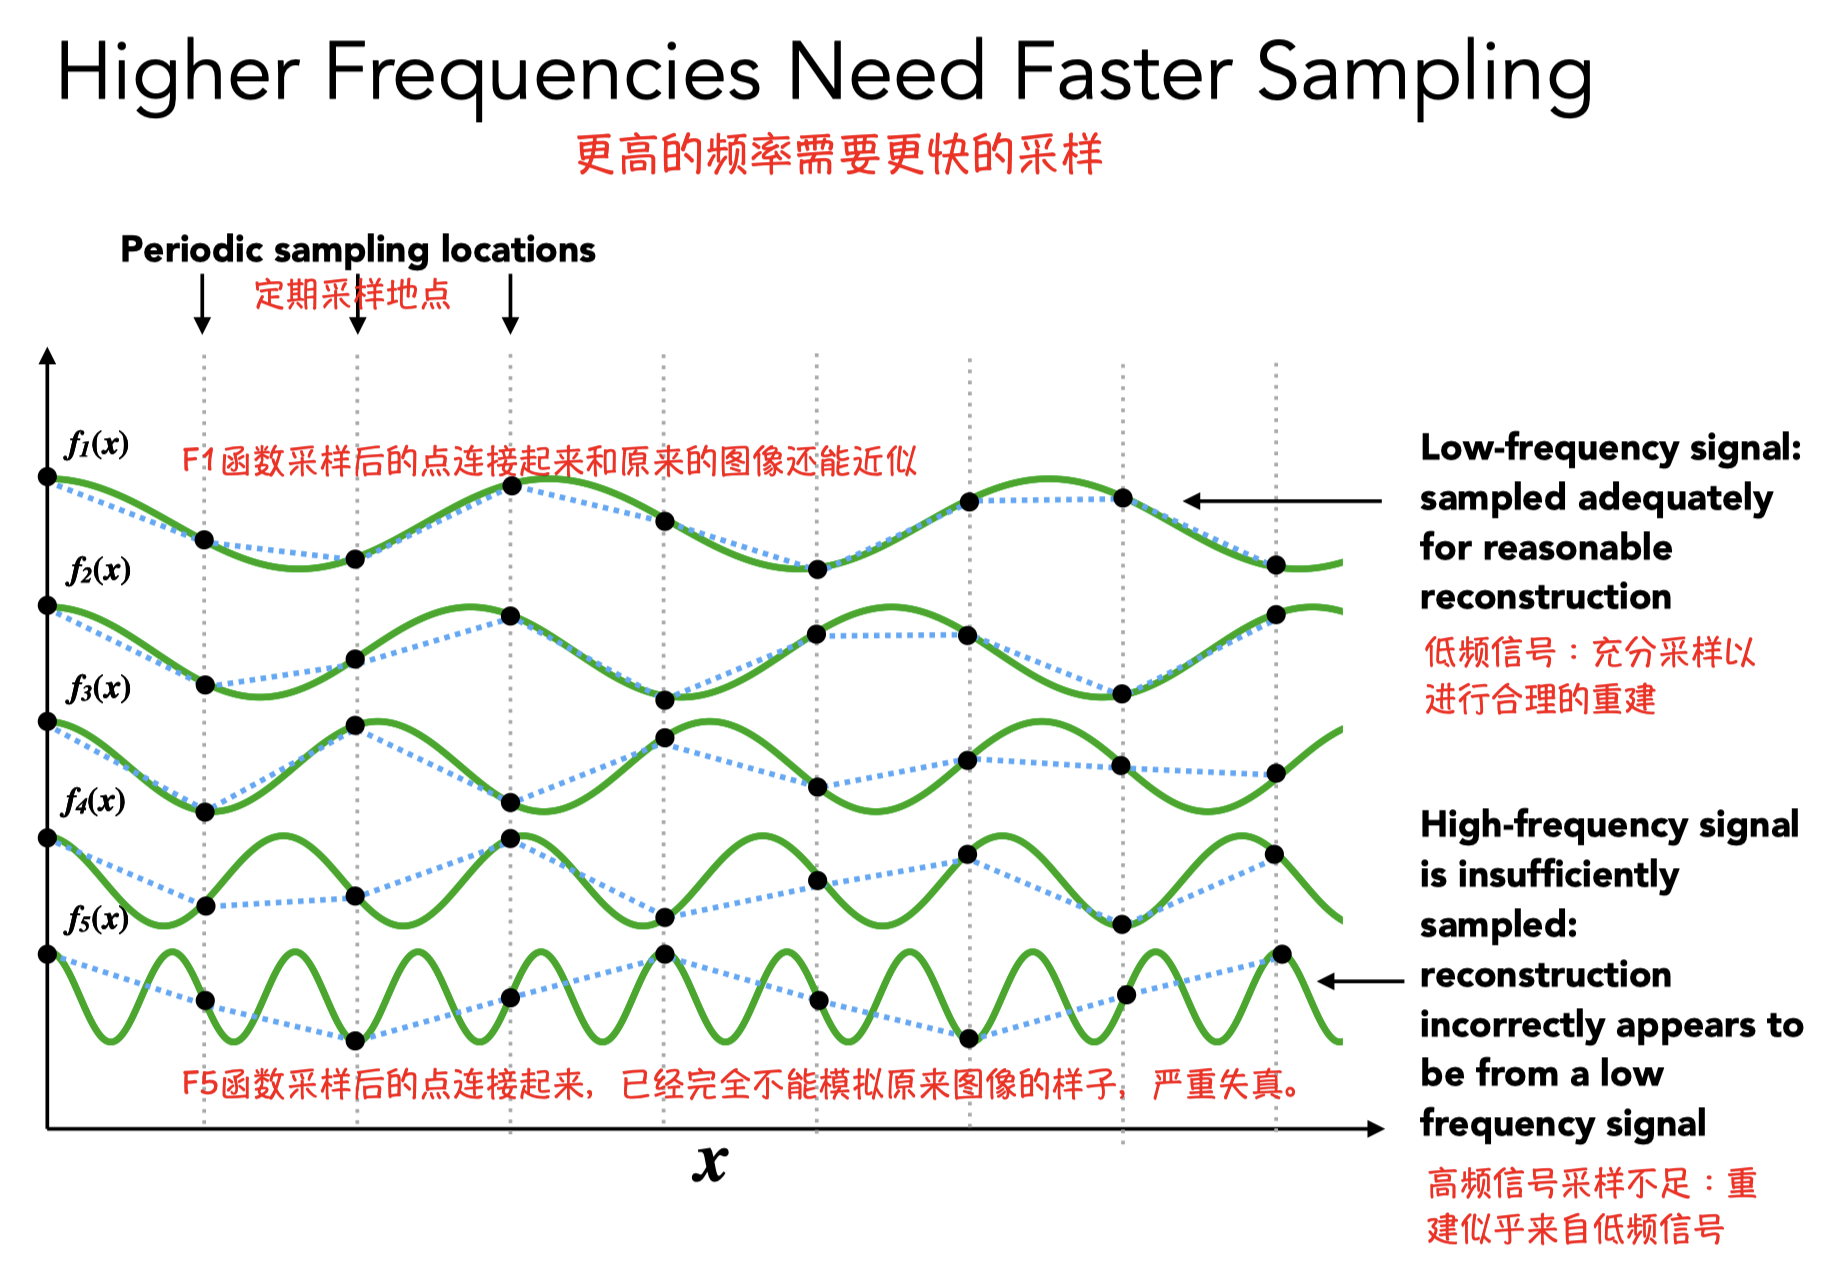 Higher Frequencies Need Faster Sampling
更高的频率需要更快的采样
Periodic sampling locations
定期采样地点
f1(x)
F1函数采样后的点连接起来和原来的图像还能近似
f2(x)
f3(x)
f4(x)
f5(x)
F5函数采样后的点连接起来，已经完全不能模拟原来图像的样子，严重失真。
x
Low-frequency signal:
sampled adequately
for reasonable
reconstruction
低频信号：充分采样以
进行合理的重建
High-frequency signal
is insufficiently
sampled:
reconstruction
incorrectly appears to
be from a low
frequency signal
高频信号采样不足：重
建似乎来自低频信号